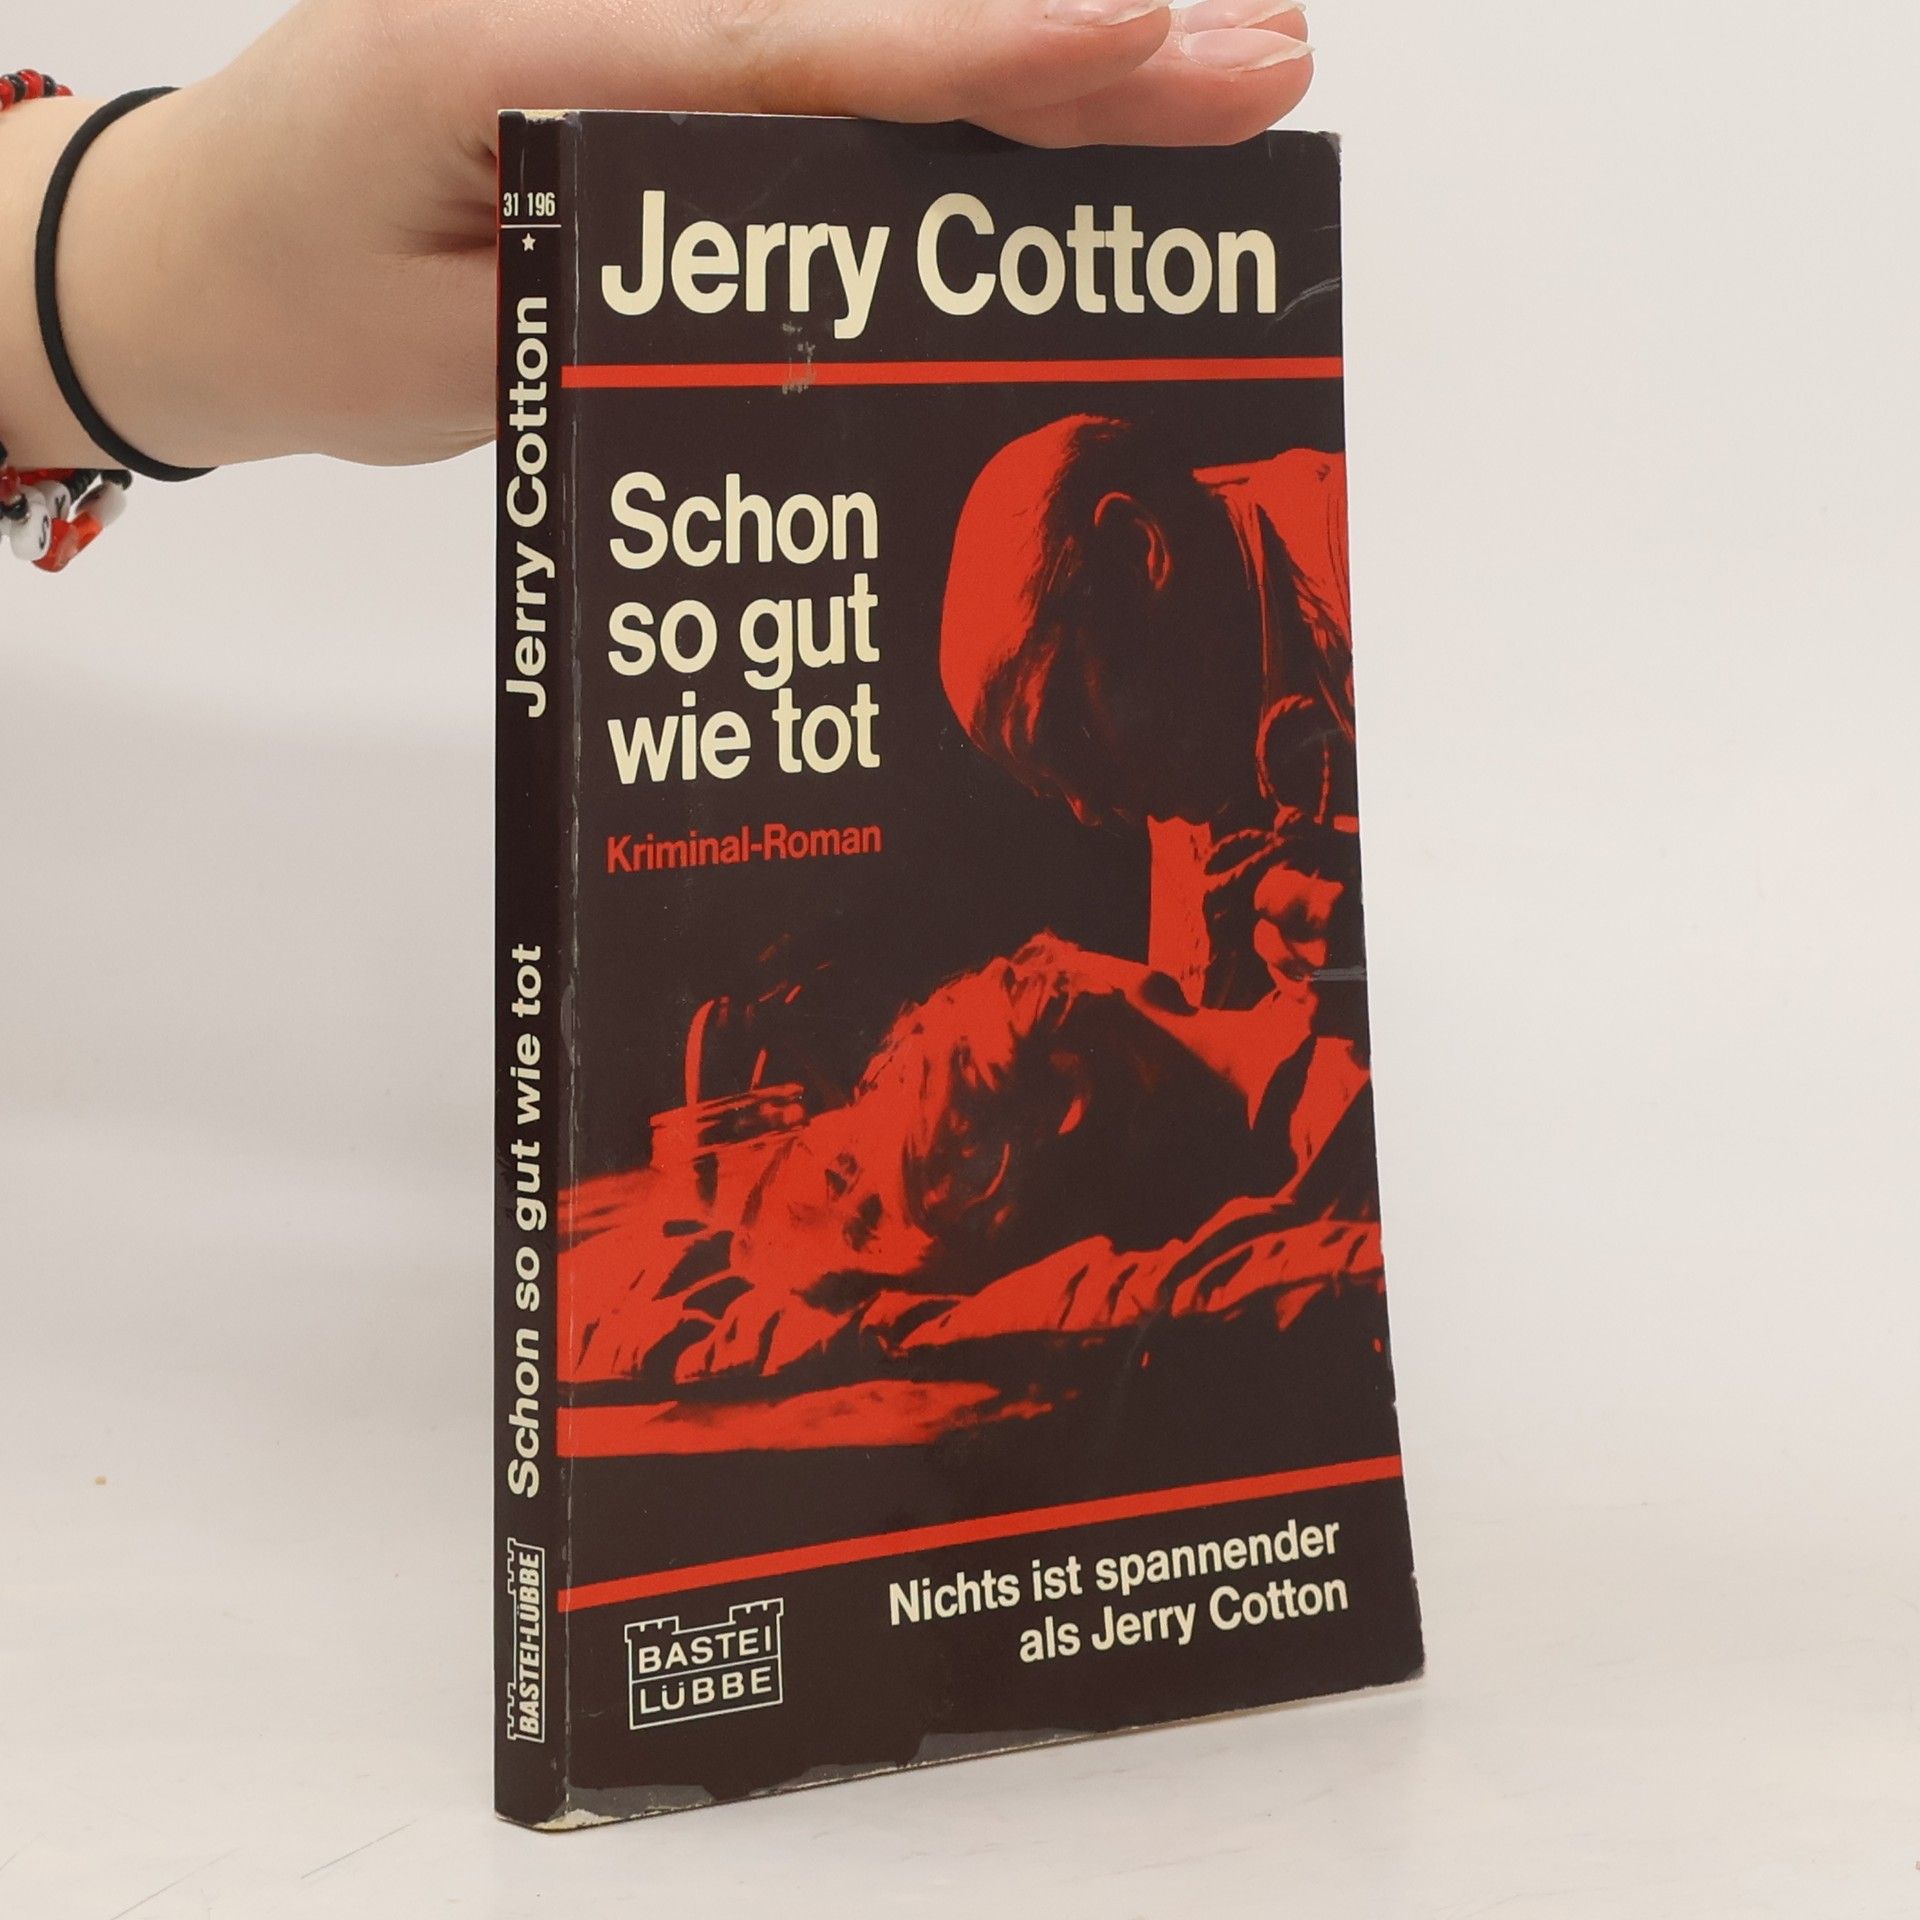 31 196
Jerry Cotton
Schon so gut wie tot
BASTEI-LÜBBE
Jerry Cotton
Schon
so gut
wie tot
Kriminal-Roman
Nichts ist spannender
als Jerry Cotton
BASTEI
LÜBBE